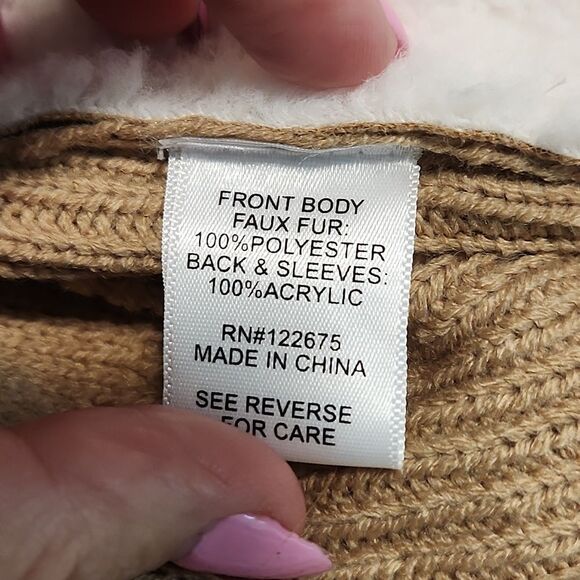 FRONT BODY
FAUX FUR:
100%POLYESTER
BACK & SLEEVES:
100%ACRYLIC
RN#122675
MADE IN CHINA
SEE REVERSE
FOR CARE